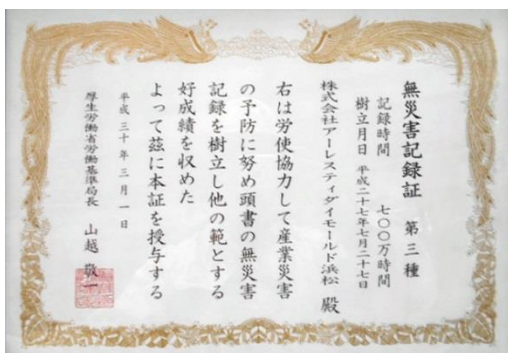 無災害記録証 第三種
記録時間 七〇〇万時間
樹立月日 平成二十七年七月二十七日
株式会社アーレスティダイモールド浜松 殿
右は労使協力して産業災害
の予防に努め頭書の無災害
記録を樹立し他の範とする
好成績を収めた
よって茲に本証を授与する
平成三十年三月一日
厚生労働省労働基準局長 山越 敬一